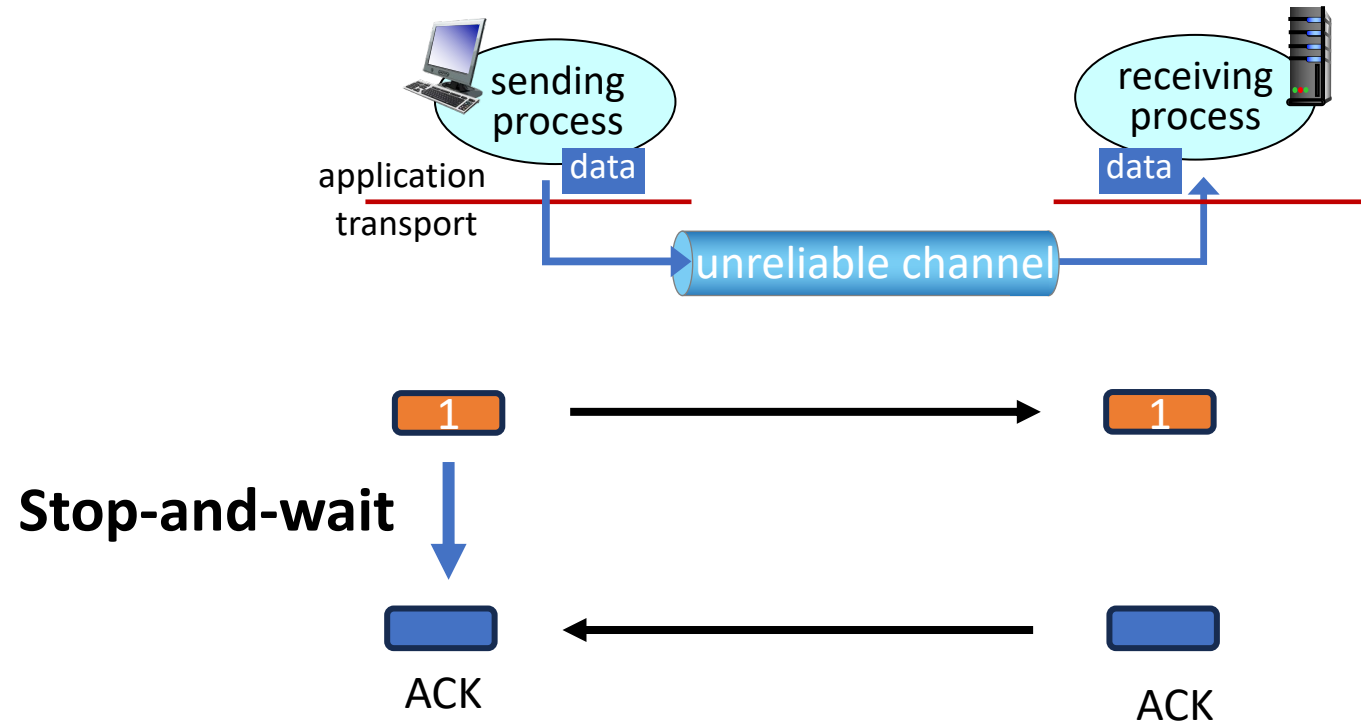 sending
process
receiving
process
data
data
application
transport
unreliable channel
1
1
Stop-and-wait
ACK
ACK